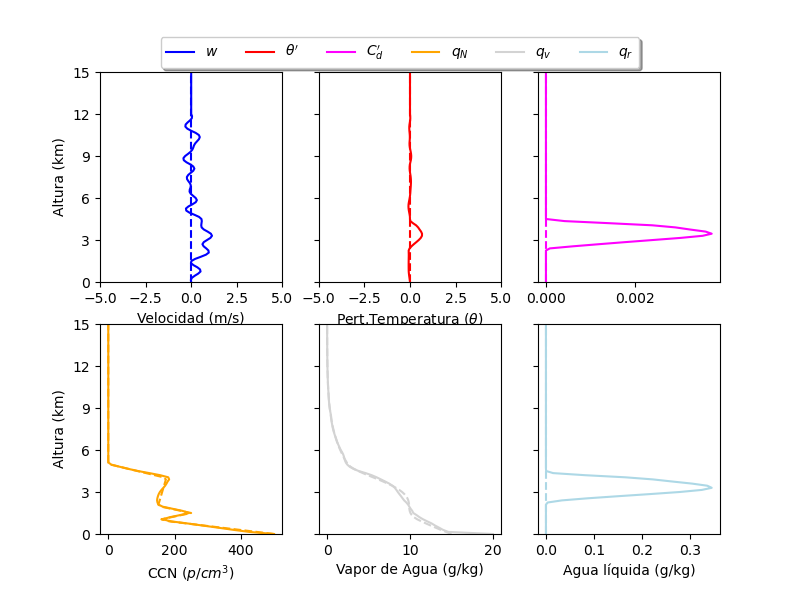 w θ′ C′d qN qv qr
15
12
9
6
3
0
Altura (km)
−5.0 −2.5 0.0 2.5 5.0
Velocidad (m/s)
−5.0 −2.5 0.0 2.5 5.0
Pert.Temperatura (θ)
0.000 0.002
15
12
9
6
3
0
Altura (km)
0 200 400
CCN (p/cm³)
0 10 20
Vapor de Agua (g/kg)
0.0 0.1 0.2 0.3
Agua líquida (g/kg)